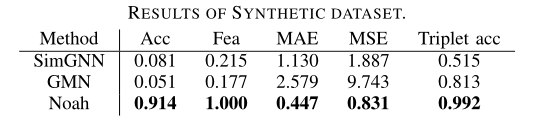 RESULTS OF SYNTHETIC DATASET.
Method Acc Fea MAE MSE Triplet acc
SimGNN 0.081 0.215 1.130 1.887 0.515
GMN 0.051 0.177 2.579 9.743 0.813
Noah 0.914 1.000 0.447 0.831 0.992